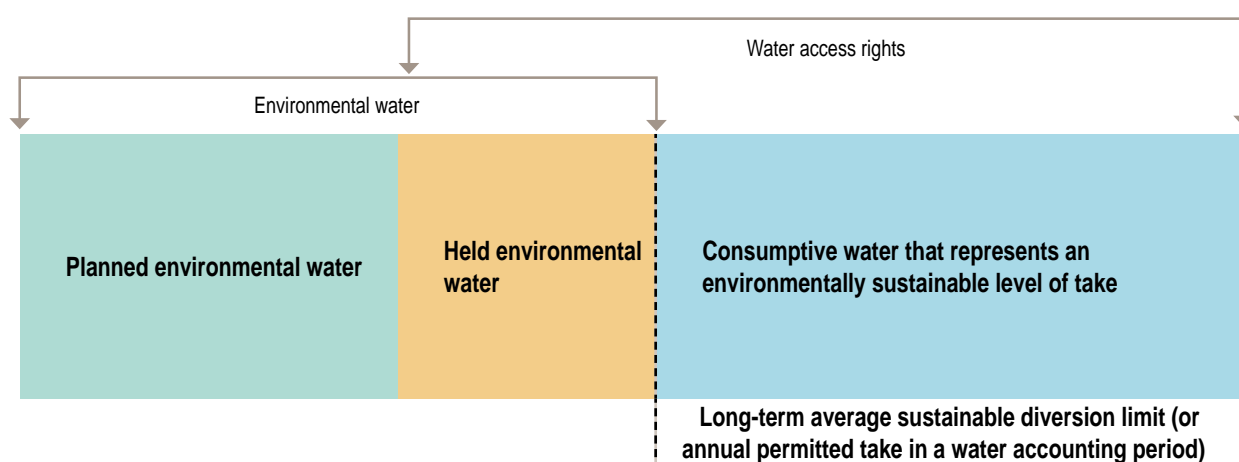 Water access rights
Environmental water
Planned environmental water
Held environmental
water
Consumptive water that represents an
environmentally sustainable level of take
Long-term average sustainable diversion limit (or
annual permitted take in a water accounting period)